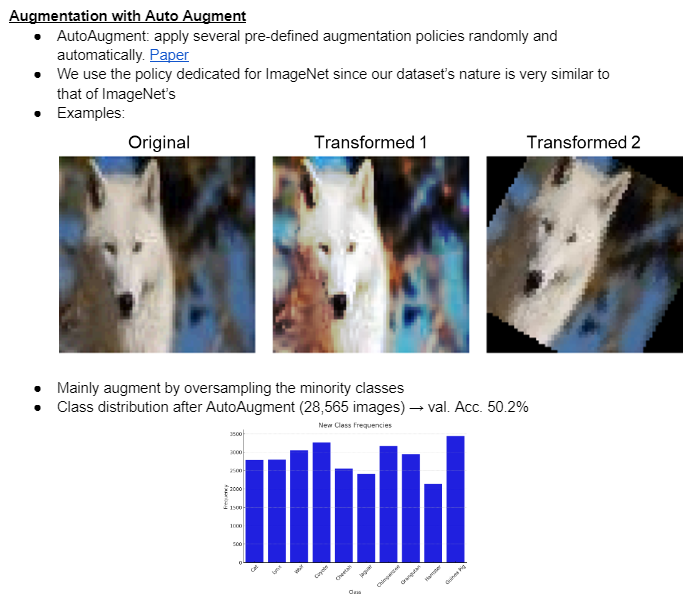 Augmentation with Auto Augment
● AutoAugment: apply several pre-defined augmentation policies randomly and
automatically. Paper
● We use the policy dedicated for ImageNet since our dataset's nature is very similar to
that of ImageNet's
● Examples:
Original Transformed 1 Transformed 2
● Mainly augment by oversampling the minority classes
● Class distribution after AutoAugment (28,565 images) → val. Acc. 50.2%
New Class Frequencies
Frequency
3500
3000
2500
2000
1500
1000
500
0
Cat Lynx Wolf Coyote Cheetah Jaguar Chimpanzee Orangutan Hamster Guinea Pig
Class